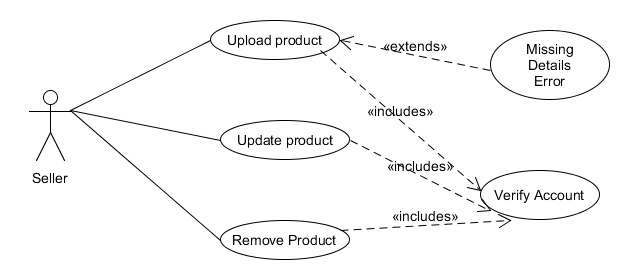 Upload product
«extends»
Missing
Details
Error
«includes»
Seller
Update product
«includes»
Verify Account
«includes»
Remove Product